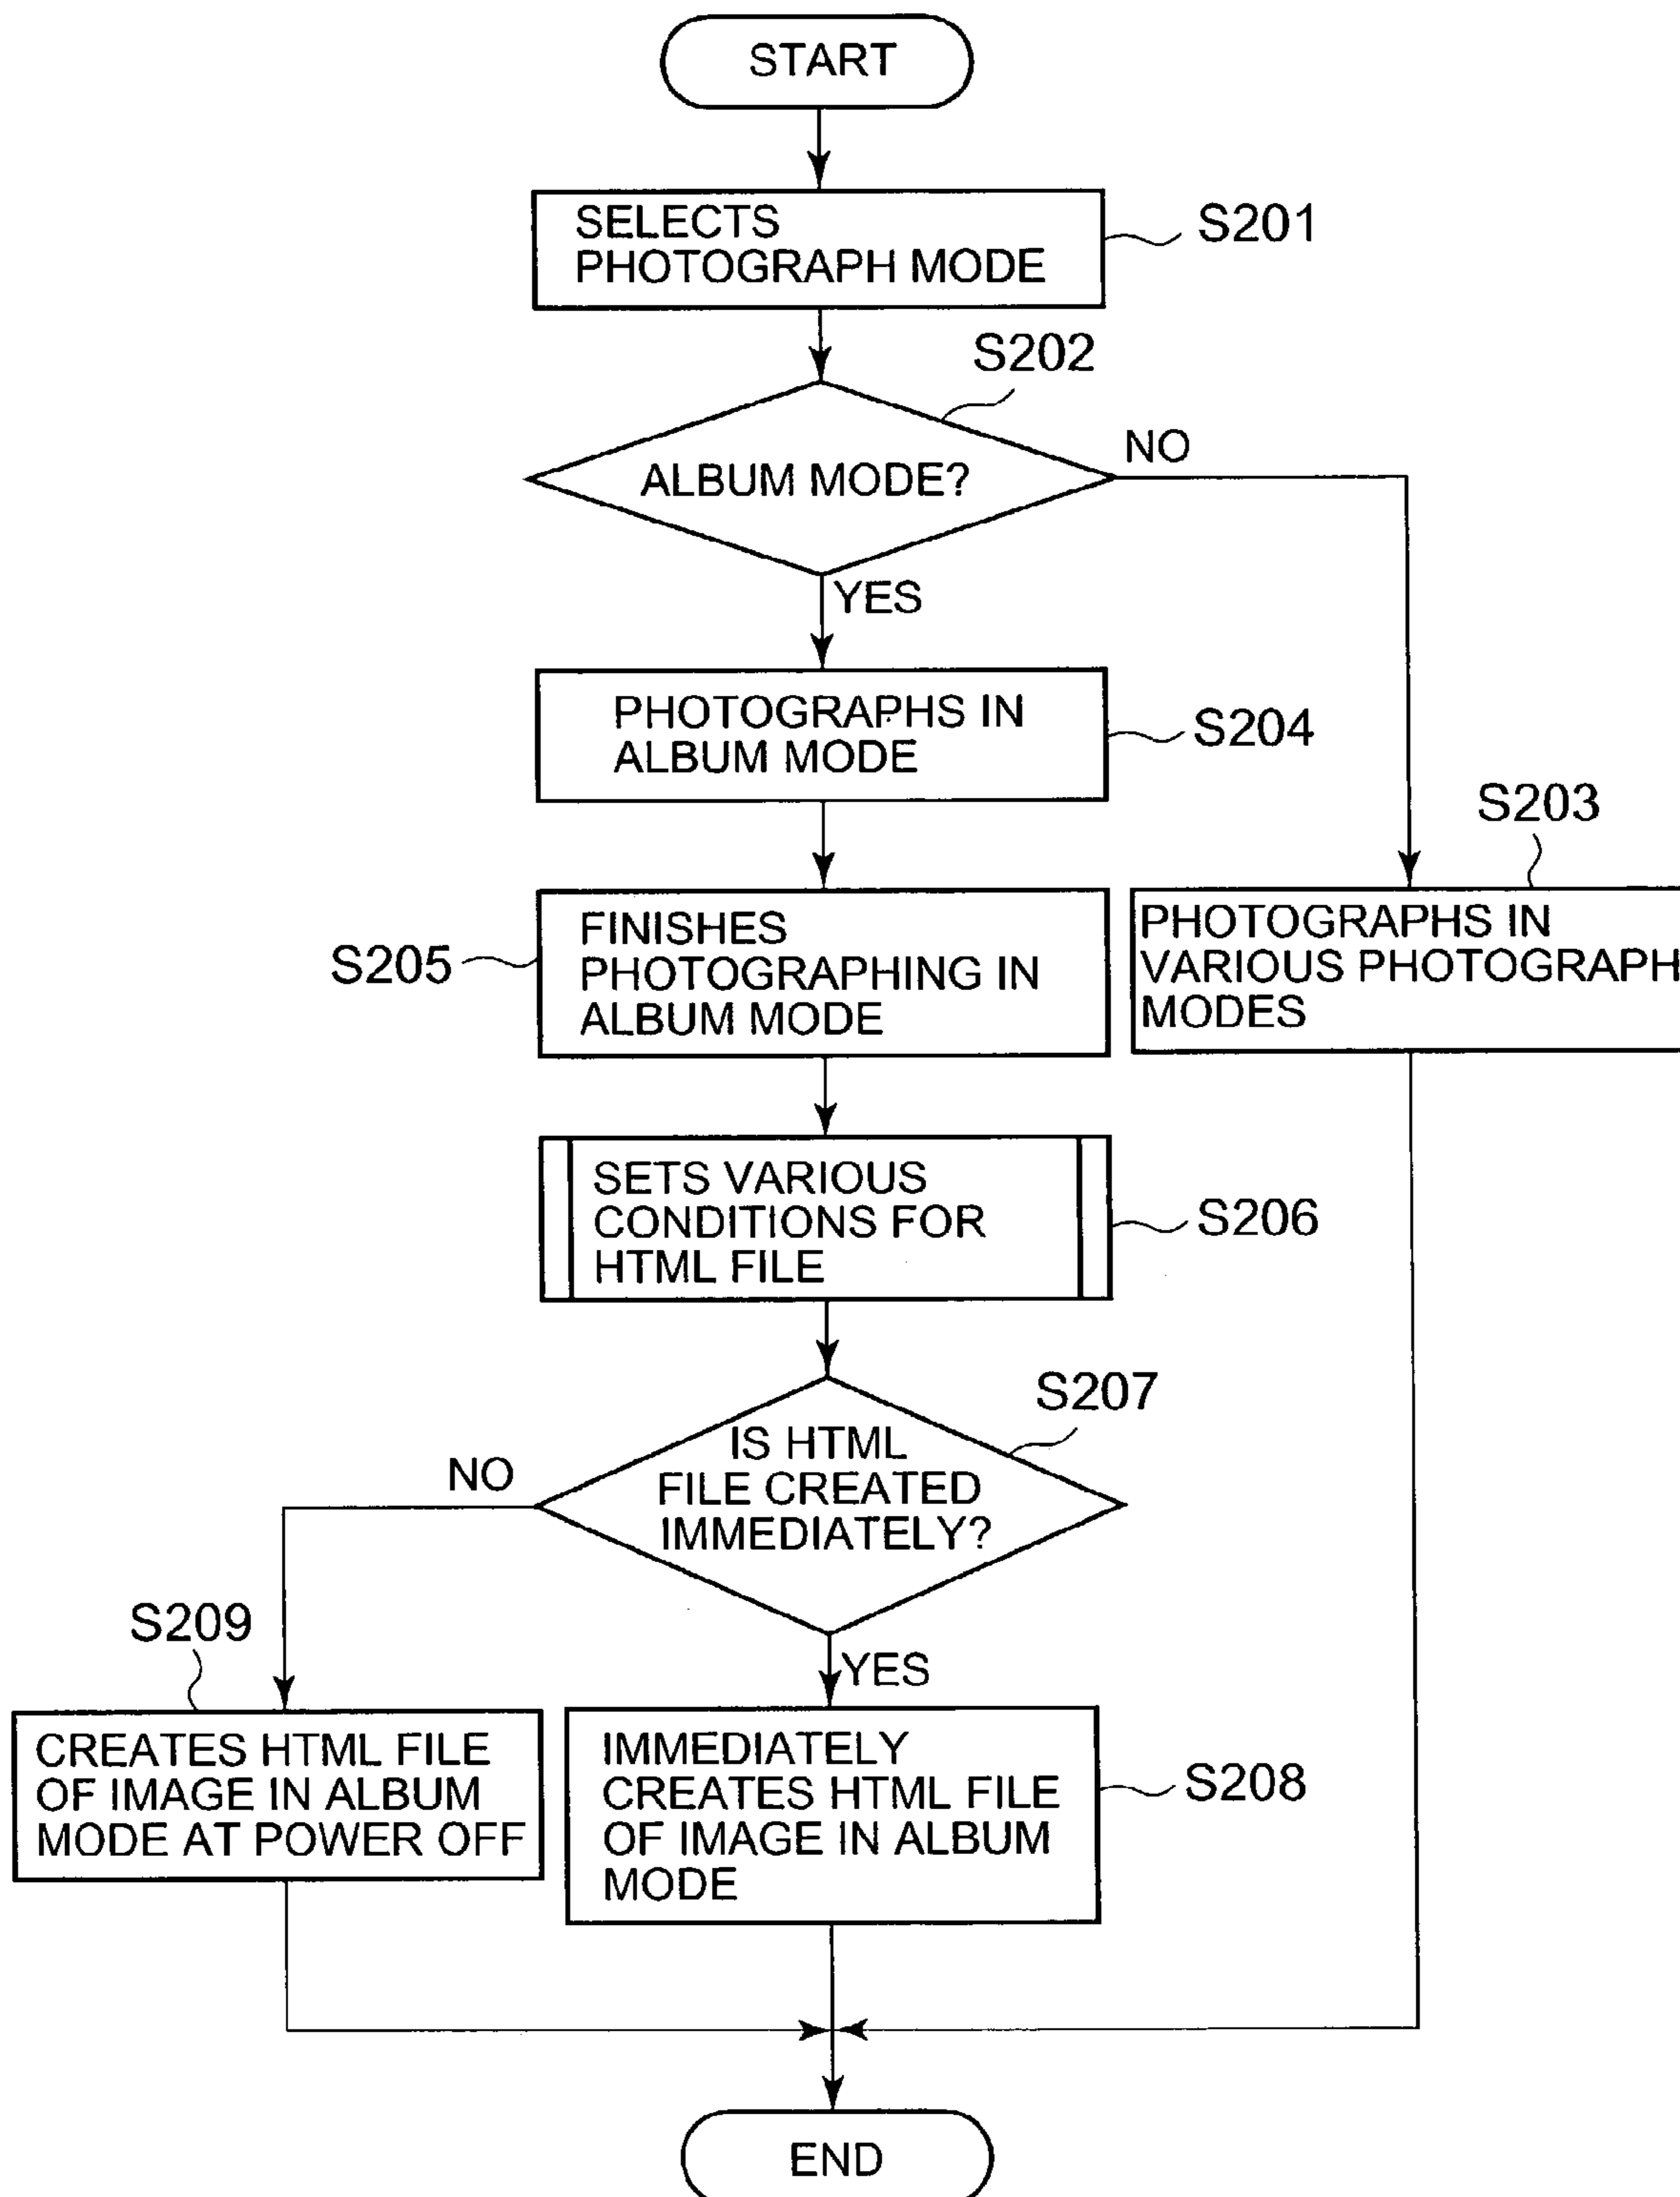 START
SELECTS
PHOTOGRAPH MODE
S201
S202
ALBUM MODE?
NO
YES
PHOTOGRAPHS IN
ALBUM MODE
S204
S203
PHOTOGRAPHS IN
VARIOUS PHOTOGRAPH
MODES
S205
FINISHES
PHOTOGRAPHING IN
ALBUM MODE
SETS VARIOUS
CONDITIONS FOR
HTML FILE
S206
S207
IS HTML
FILE CREATED
IMMEDIATELY?
NO
YES
S209
CREATES HTML FILE
OF IMAGE IN ALBUM
MODE AT POWER OFF
IMMEDIATELY
CREATES HTML FILE
OF IMAGE IN ALBUM
MODE
S208
END